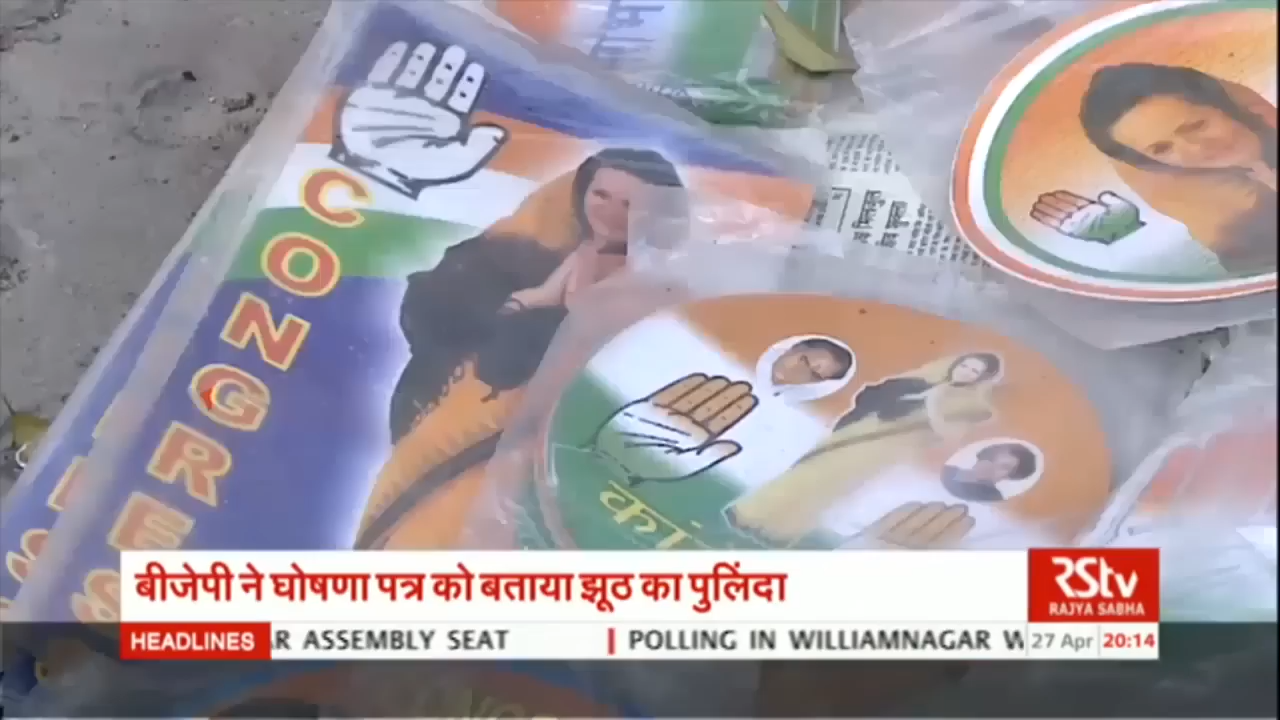 CONGRESS
कां
बीजेपी ने घोषणा पत्र को बताया झूठ का पुलिंदा
RStv
RAJYA SABHA
HEADLINES
R ASSEMBLY SEAT | POLLING IN WILLIAMNAGAR
27 Apr 20:14